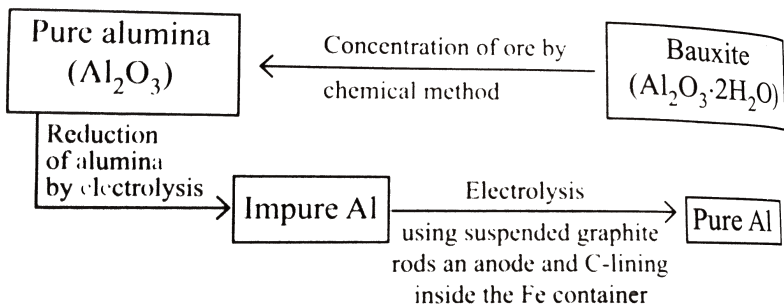 Pure alumina
(Al₂O₃)
Concentration of ore by
chemical method
Bauxite
(Al₂O₃·2H₂O)
Reduction
of alumina
by electrolysis
Impure Al
Electrolysis
using suspended graphite
rods an anode and C-lining
inside the Fe container
Pure Al